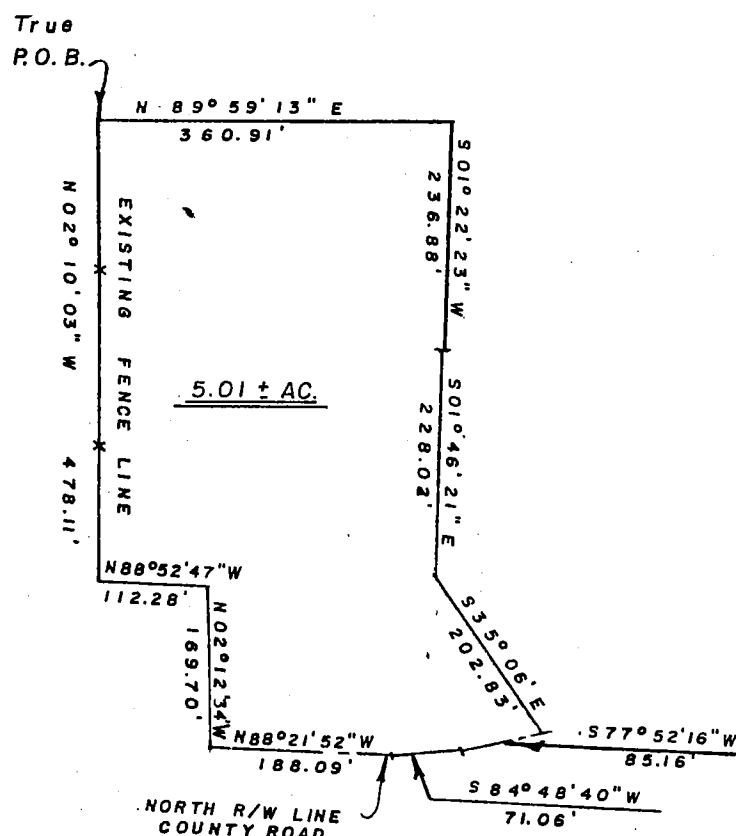 True
P.O.B.
N 89° 59' 13" E
360.91'
S 01° 22' 23" W
236.88'
N 02° 10' 03" W 478.11'
EXISTING FENCE LINE
5.01 ± AC.
S 01° 46' 21" E
228.02'
N88°52'47"W
112.28'
N 02°12'34"W
169.70'
S 35° 06' E
202.83'
N88°21'52"W
188.09'
S77°52'16"W
85.16'
S 84°48'40"W
71.06'
NORTH R/W LINE
COUNTY ROAD